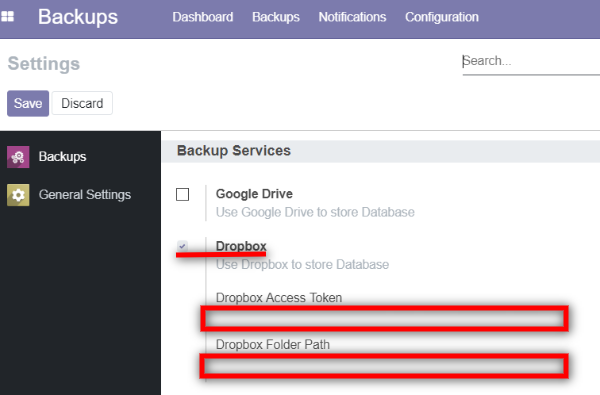 Backups Dashboard Backups Notifications Configuration
Settings
Search...
Save Discard
Backups
General Settings
Backup Services
Google Drive
Use Google Drive to store Database
Dropbox
Use Dropbox to store Database
Dropbox Access Token
Dropbox Folder Path